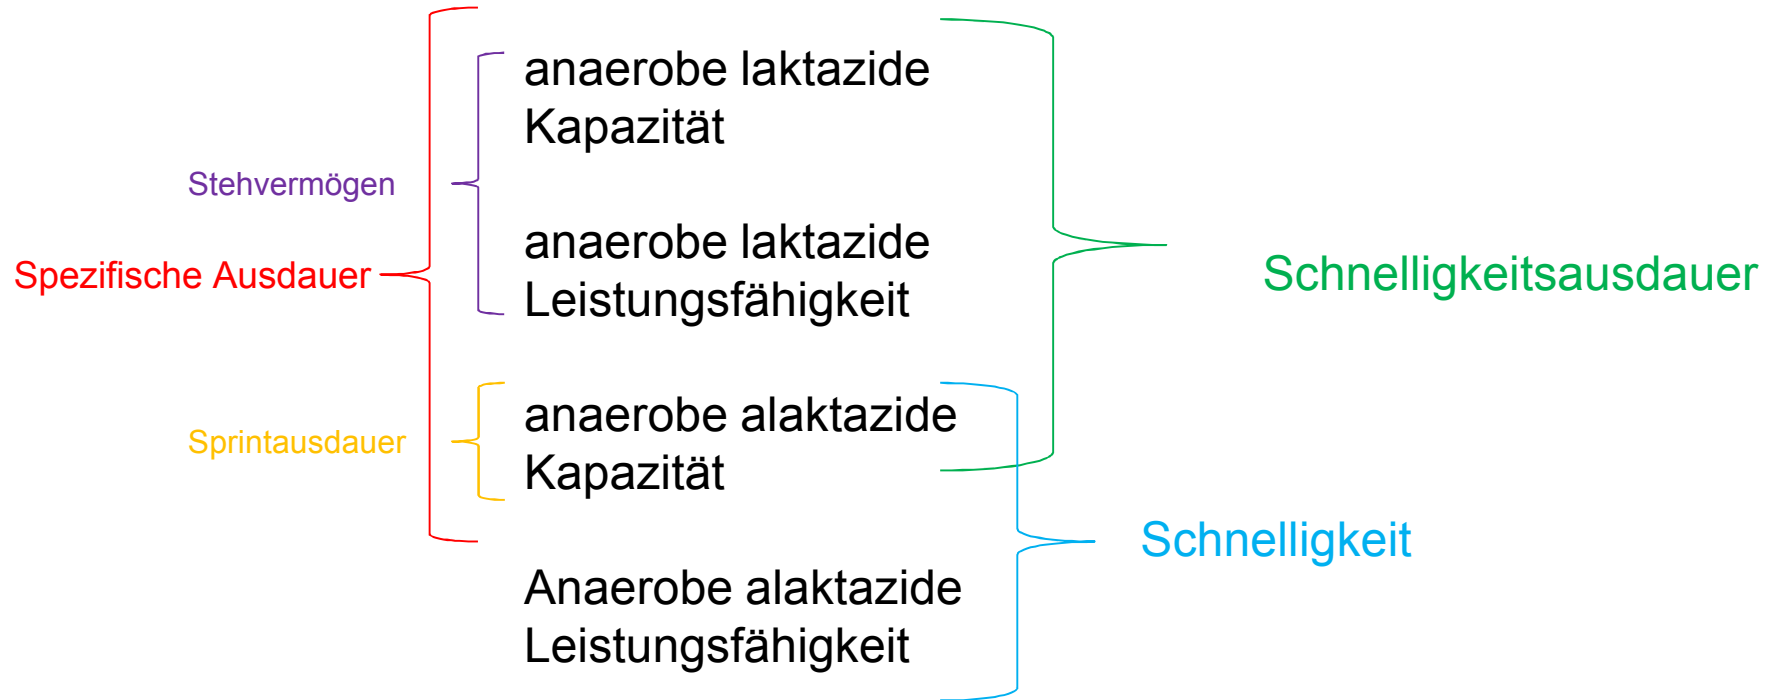 anaerobe laktazide
Kapazität
Stehvermögen
anaerobe laktazide
Leistungsfähigkeit
Spezifische Ausdauer
Schnelligkeitsausdauer
anaerobe alaktazide
Kapazität
Sprintausdauer
Schnelligkeit
Anaerobe alaktazide
Leistungsfähigkeit